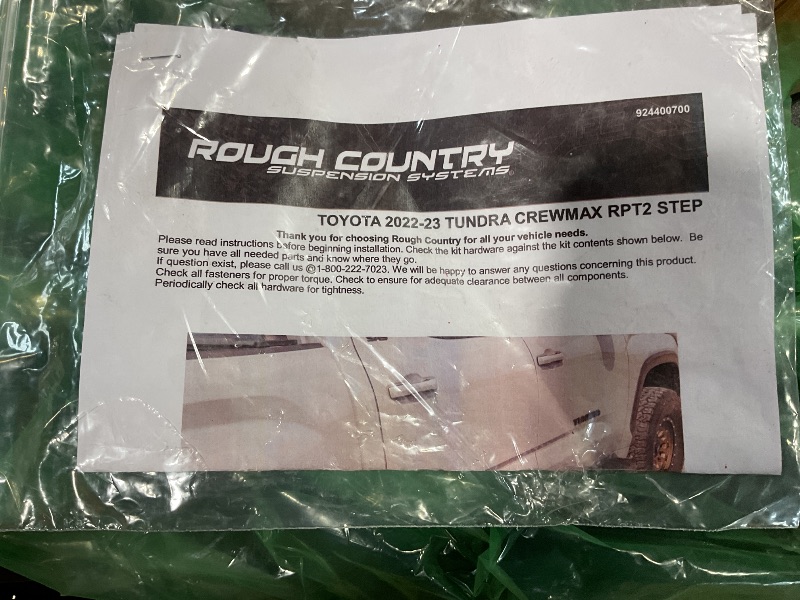 924400700
ROUGH COUNTRY
SUSPENSION SYSTEMS
TOYOTA 2022-23 TUNDRA CREWMAX RPT2 STEP
Thank you for choosing Rough Country for all your vehicle needs.
Please read instructions before beginning installation. Check the kit hardware against the kit contents shown below. Be
sure you have all needed parts and know where they go.
If question exist, please call us @1-800-222-7023. We will be happy to answer any questions concerning this product.
Check all fasteners for proper torque. Check to ensure for adequate clearance between all components.
Periodically check all hardware for tightness.